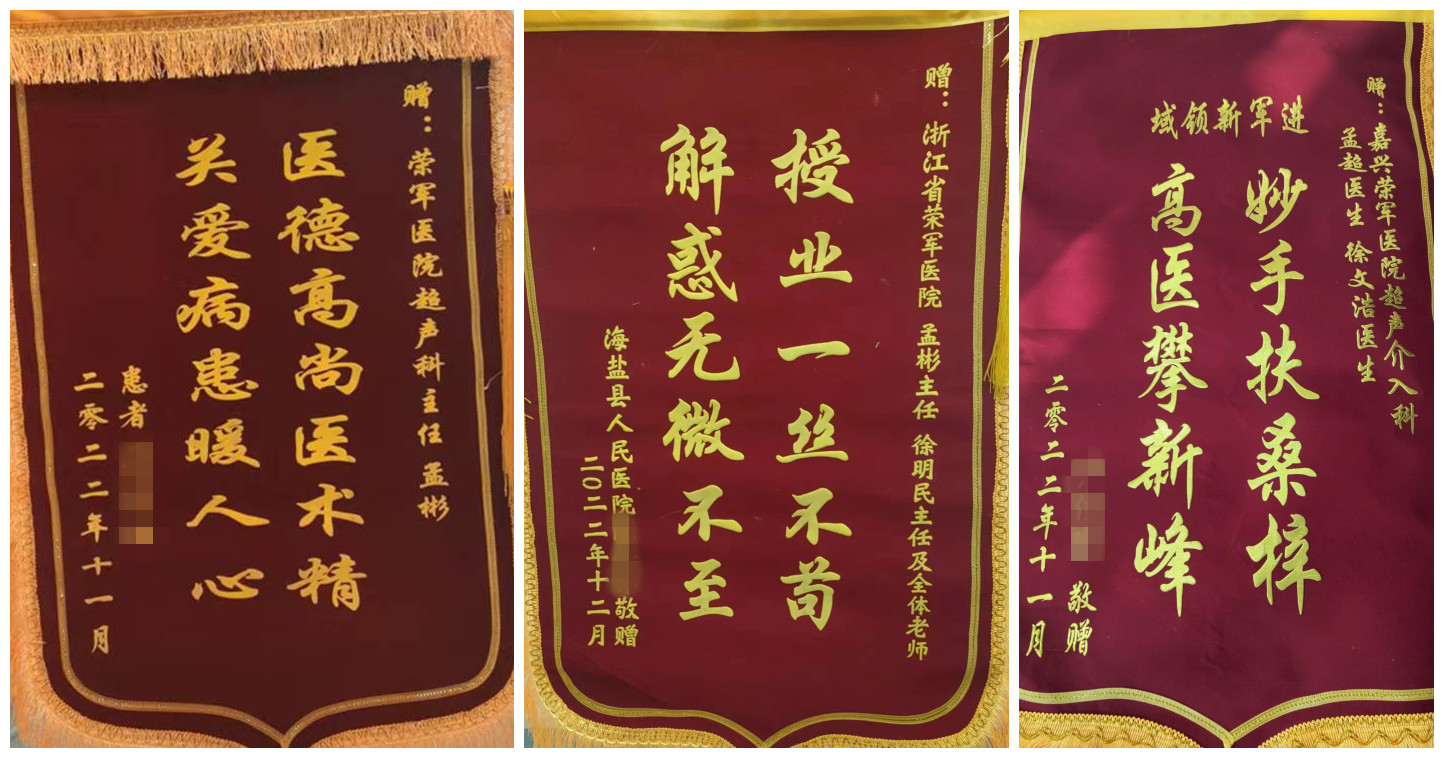 赠：荣军医院超声科主任 孟彬
医德高尚医术精
关爱病患暖人心
患者
二零二二年十一月
赠：浙江省荣军医院 孟彬主任 徐明民主任及全体老师
授业一丝不苟
解惑无微不至
海盐县人民医院 敬赠
二〇二二年十二月
赠：嘉兴荣军医院超声介入科
孟超医生 徐文浩医生
进军新领域
妙手扶桑梓
高医攀新峰
敬赠
二零二二年十一月